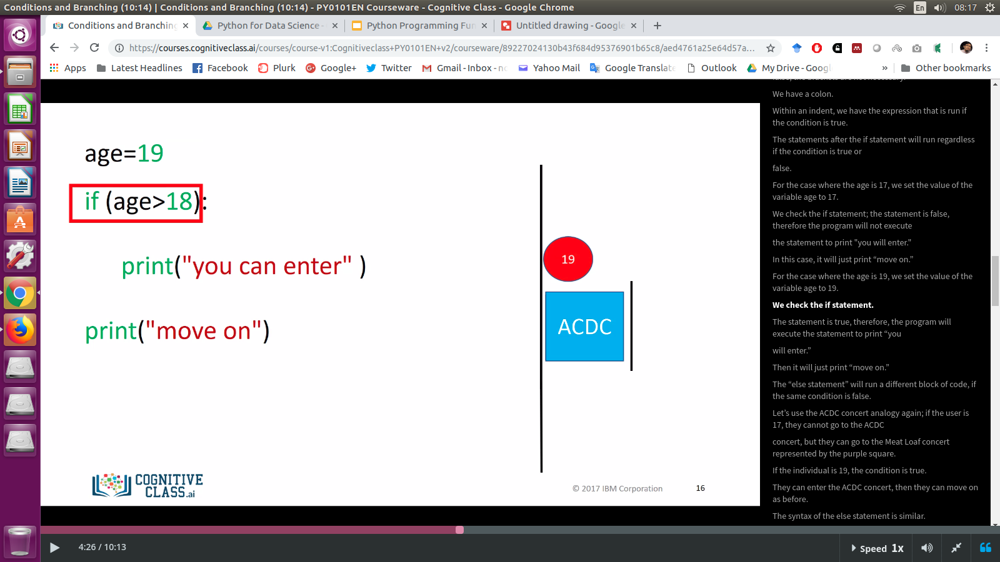 Conditions and Branching (10:14) | Conditions and Branching (10:14) - PY0101EN Courseware - Cognitive Class - Google Chrome
En
08:17
Conditions and Branching
Python for Data Science -
Python Programming Fun
Untitled drawing - Google
https://courses.cognitiveclass.ai/courses/course-v1:Cognitiveclass+PY0101EN+v2/courseware/89227024130b43f684d95376901b65c8/aed4761a25e64d57a...
Apps
Latest Headlines
Facebook
Plurk
Google+
Twitter
Gmail - Inbox - no
Yahoo Mail
Google Translate
Outlook
My Drive - Googl
»
Other bookmarks
age=19
if (age>18):
print("you can enter" )
print("move on")
19
ACDC
COGNITIVE
CLASS.ai
© 2017 IBM Corporation
16
false, the brackets are not necessary.
We have a colon.
Within an indent, we have the expression that is run if
the condition is true.
The statements after the if statement will run regardless
if the condition is true or
false.
For the case where the age is 17, we set the value of the
variable age to 17.
We check the if statement; the statement is false,
therefore the program will not execute
the statement to print "you will enter."
In this case, it will just print “move on.”
For the case where the age is 19, we set the value of the
variable age to 19.
We check the if statement.
The statement is true, therefore, the program will
execute the statement to print “you
will enter.”
Then it will just print “move on.”
The “else statement” will run a different block of code, if
the same condition is false.
Let’s use the ACDC concert analogy again; if the user is
17, they cannot go to the ACDC
concert, but they can go to the Meat Loaf concert
represented by the purple square.
If the individual is 19, the condition is true.
They can enter the ACDC concert, then they can move on
as before.
The syntax of the else statement is similar.
4:26 / 10:13
Speed 1x